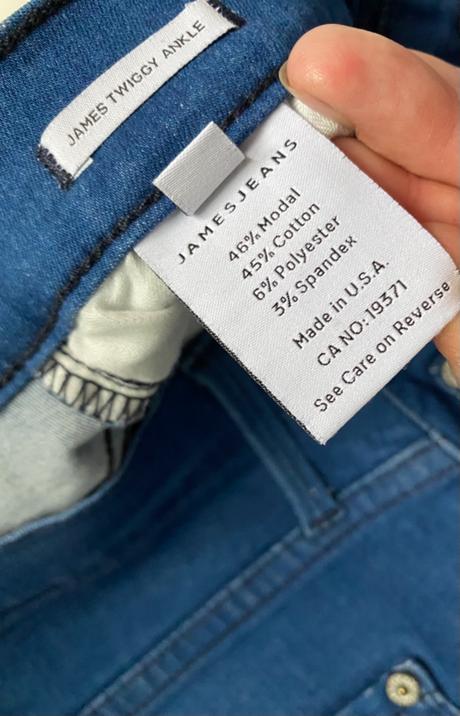 JAMES TWIGGY ANKLE
JAMESJEANS
46% Modal
45% Cotton
6% Polyester
3% Spandex
Made in U.S.A.
CA NO: 19371
See Care on Reverse